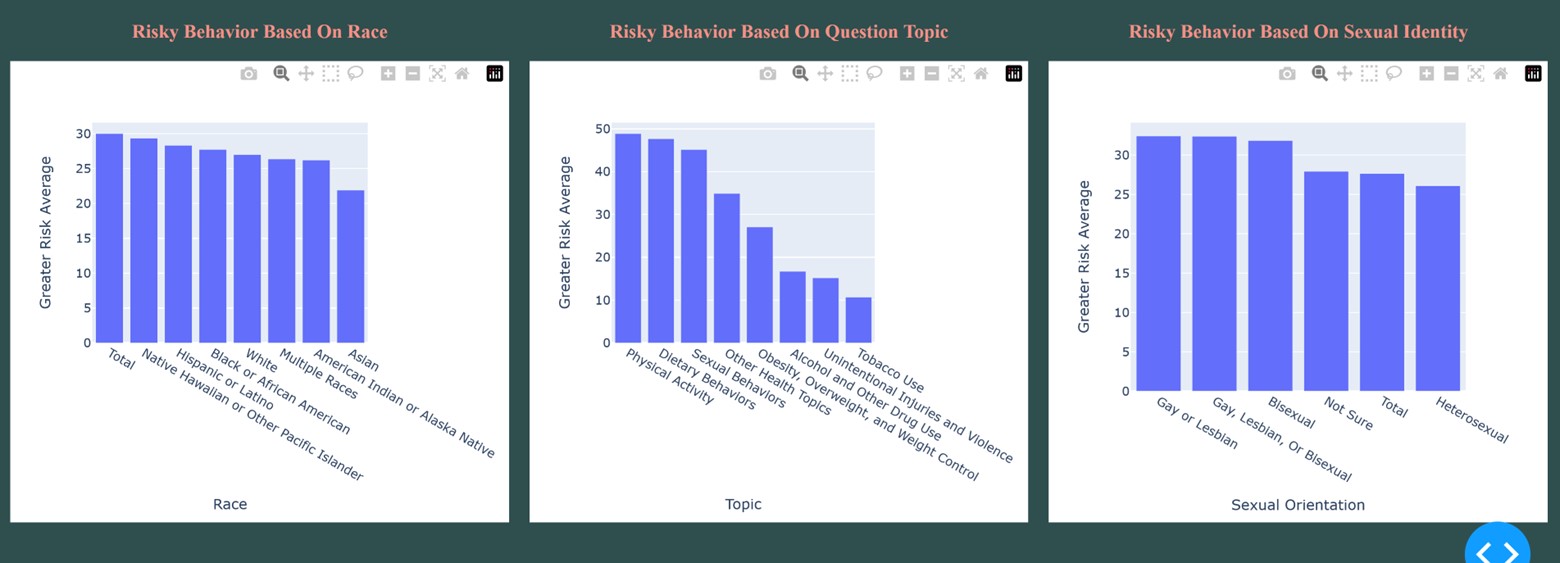 Risky Behavior Based On Race
Greater Risk Average
30
25
20
15
10
5
0
Total
Native Hawaiian or Other Pacific Islander
Hispanic or Latino
Black or African American
White
Multiple Races
American Indian or Alaska Native
Asian
Race
Risky Behavior Based On Question Topic
Greater Risk Average
50
40
30
20
10
0
Physical Activity
Dietary Behaviors
Sexual Behaviors
Other Health Topics
Obesity, Overweight, and Weight Control
Alcohol and Other Drug Use
Unintentional Injuries and Violence
Tobacco Use
Topic
Risky Behavior Based On Sexual Identity
Greater Risk Average
30
25
20
15
10
5
0
Gay or Lesbian
Gay, Lesbian, Or Bisexual
Bisexual
Not Sure
Total
Heterosexual
Sexual Orientation